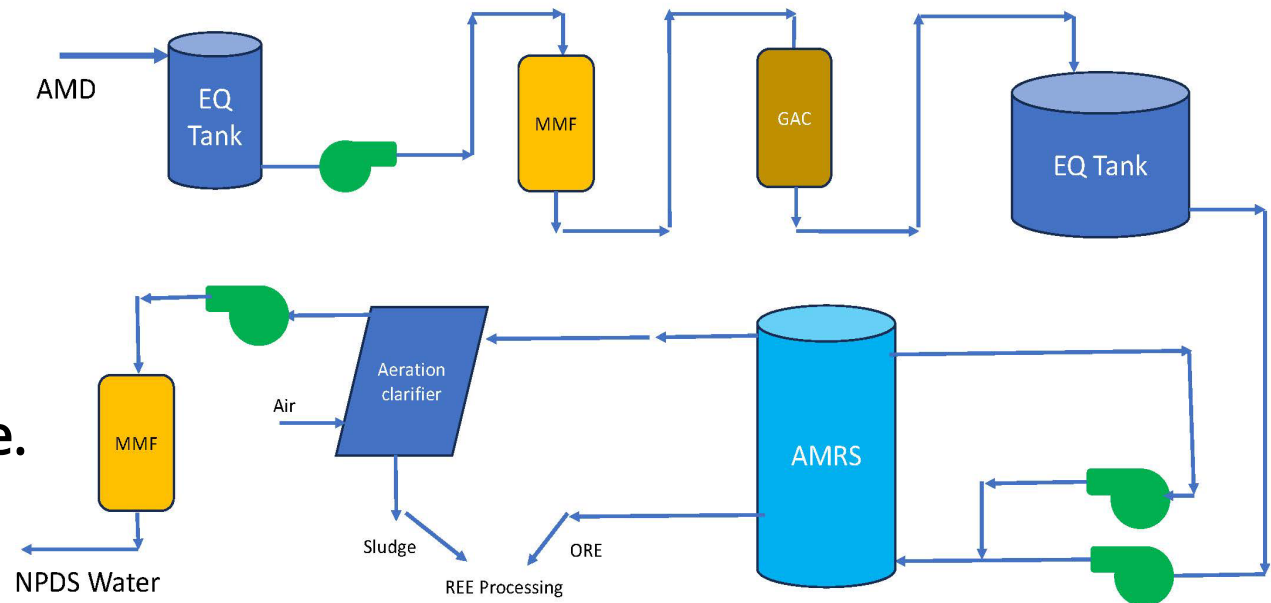 AMD
EQ
Tank
MMF
GAC
EQ Tank
Aeration
clarifier
Air
e.
MMF
AMRS
Sludge
ORE
REE Processing
NPDS Water